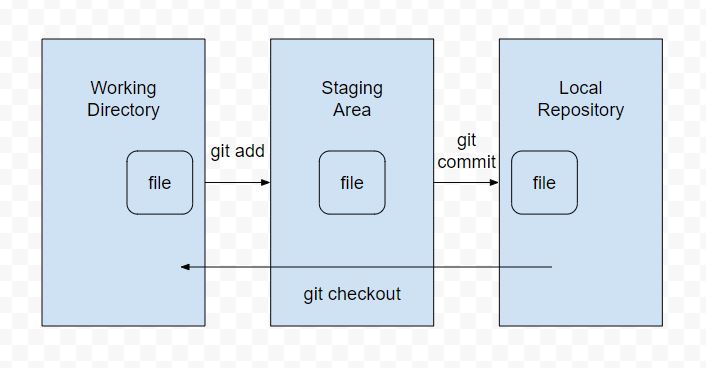 Working
Directory
Staging
Area
Local
Repository
git add
git
commit
file
file
file
git checkout